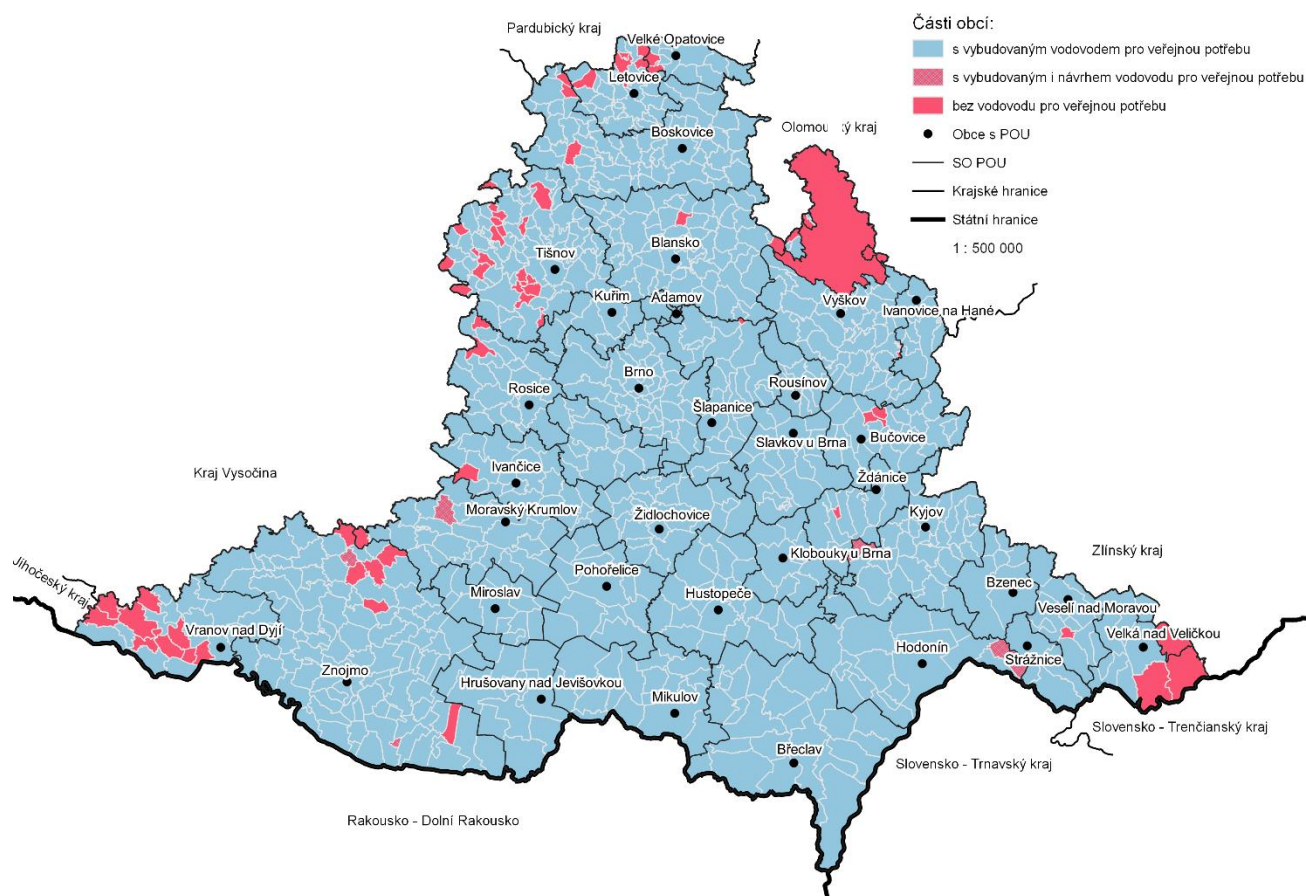 Části obcí:
s vybudovaným vodovodem pro veřejnou potřebu
s vybudovaným i návrhem vodovodu pro veřejnou potřebu
bez vodovodu pro veřejnou potřebu
Obce s POU
SO POU
Krajské hranice
Státní hranice
1 : 500 000
Pardubický kraj
Velké Opatovice
Letovice
Boskovice
Olomoucký kraj
Blansko
Tišnov
Kuřim
Adamov
Vyškov
Ivanovice na Hané
Brno
Rousínov
Rosice
Šlapanice
Slavkov u Brna
Bučovice
Kraj Vysočina
Ivančice
Ždánice
Moravský Krumlov
Židlochovice
Kyjov
Klobouky u Brna
Zlínský kraj
Jihočeský kraj
Pohořelice
Miroslav
Hustopeče
Bzenec
Veselí nad Moravou
Vranov nad Dyjí
Velká nad Veličkou
Strážnice
Hodonín
Znojmo
Hrušovany nad Jevišovkou
Mikulov
Slovensko - Trenčianský kraj
Břeclav
Slovensko - Trnavský kraj
Rakousko - Dolní Rakousko